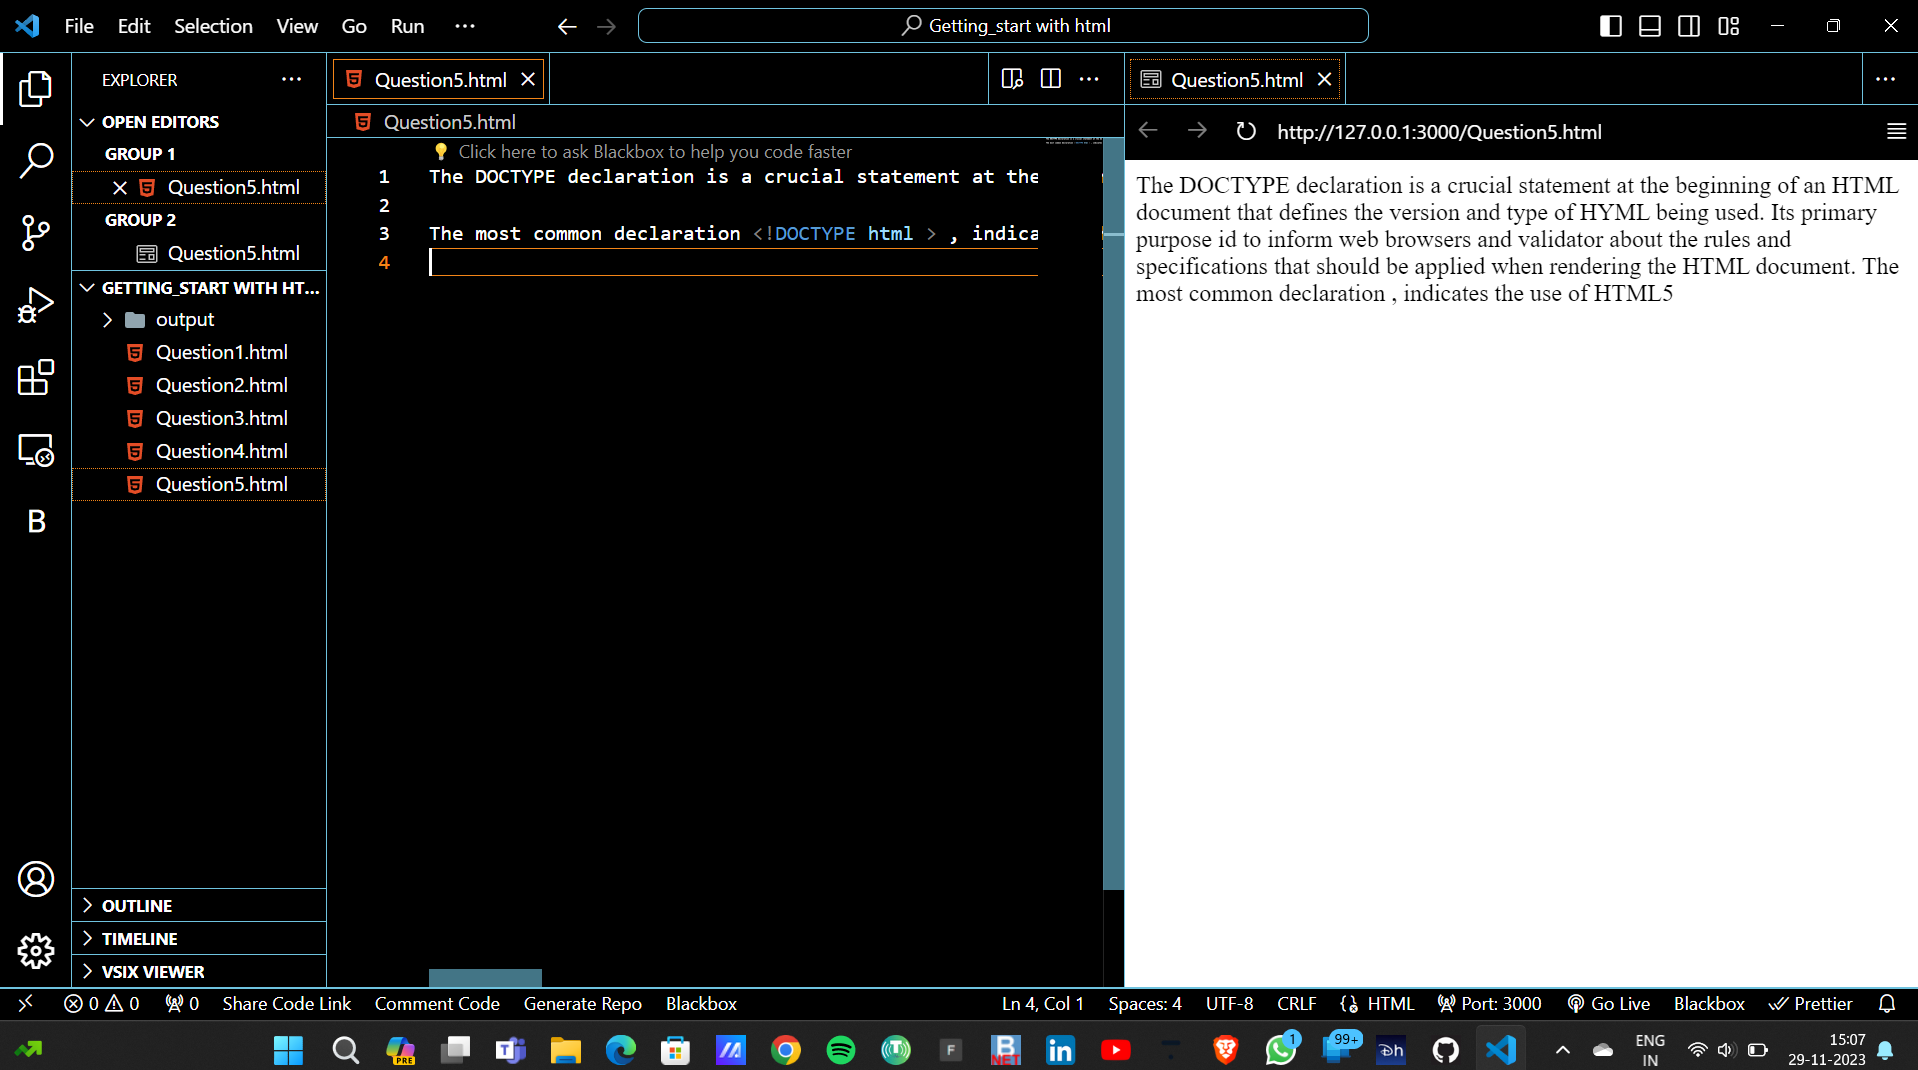 File Edit Selection View Go Run ... Getting_start with html
EXPLORER ...
Question5.html
Question5.html
OPEN EDITORS
GROUP 1
Question5.html
GROUP 2
Question5.html
GETTING_START WITH HT...
output
Question1.html
Question2.html
Question3.html
Question4.html
Question5.html
B
OUTLINE
TIMELINE
VSIX VIEWER
Question5.html
Click here to ask Blackbox to help you code faster
1 The DOCTYPE declaration is a crucial statement at the
2
3 The most common declaration <!DOCTYPE html > , indica
4
http://127.0.0.1:3000/Question5.html
The DOCTYPE declaration is a crucial statement at the beginning of an HTML
document that defines the version and type of HYML being used. Its primary
purpose id to inform web browsers and validator about the rules and
specifications that should be applied when rendering the HTML document. The
most common declaration , indicates the use of HTML5
0 0 0 Share Code Link Comment Code Generate Repo Blackbox Ln 4, Col 1 Spaces: 4 UTF-8 CRLF HTML Port: 3000 Go Live Blackbox Prettier
PRE
F
B
NET
in
1
99+
Dh
ENG
IN
15:07
29-11-2023